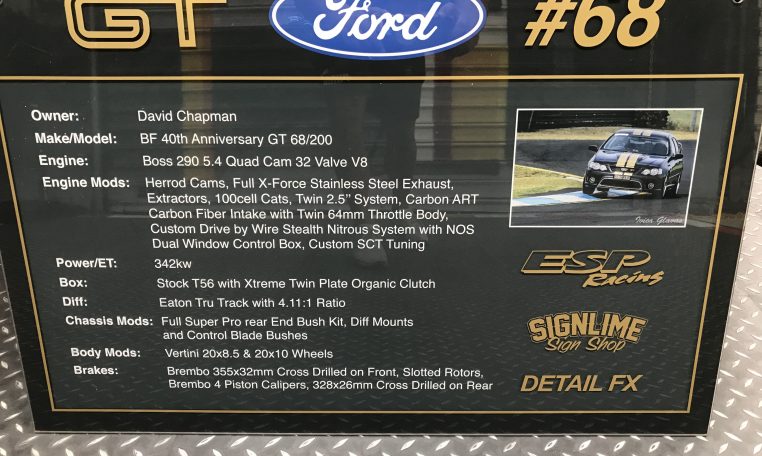 GT Ford #68
Owner: David Chapman
Make/Model: BF 40th Anniversary GT 68/200
Engine: Boss 290 5.4 Quad Cam 32 Valve V8
Engine Mods: Herrod Cams, Full X-Force Stainless Steel Exhaust,
Extractors, 100cell Cats, Twin 2.5" System, Carbon ART
Carbon Fiber Intake with Twin 64mm Throttle Body,
Custom Drive by Wire Stealth Nitrous System with NOS
Dual Window Control Box, Custom SCT Tuning
Power/ET: 342kw
Box: Stock T56 with Xtreme Twin Plate Organic Clutch
Diff: Eaton Tru Track with 4.11:1 Ratio
Chassis Mods: Full Super Pro rear End Bush Kit, Diff Mounts
and Control Blade Bushes
Body Mods: Vertini 20x8.5 & 20x10 Wheels
Brakes: Brembo 355x32mm Cross Drilled on Front, Slotted Rotors,
Brembo 4 Piston Calipers, 328x26mm Cross Drilled on Rear
Ivica Glavas
ESP
Racing
SIGNLIME
Sign Shop
DETAIL FX